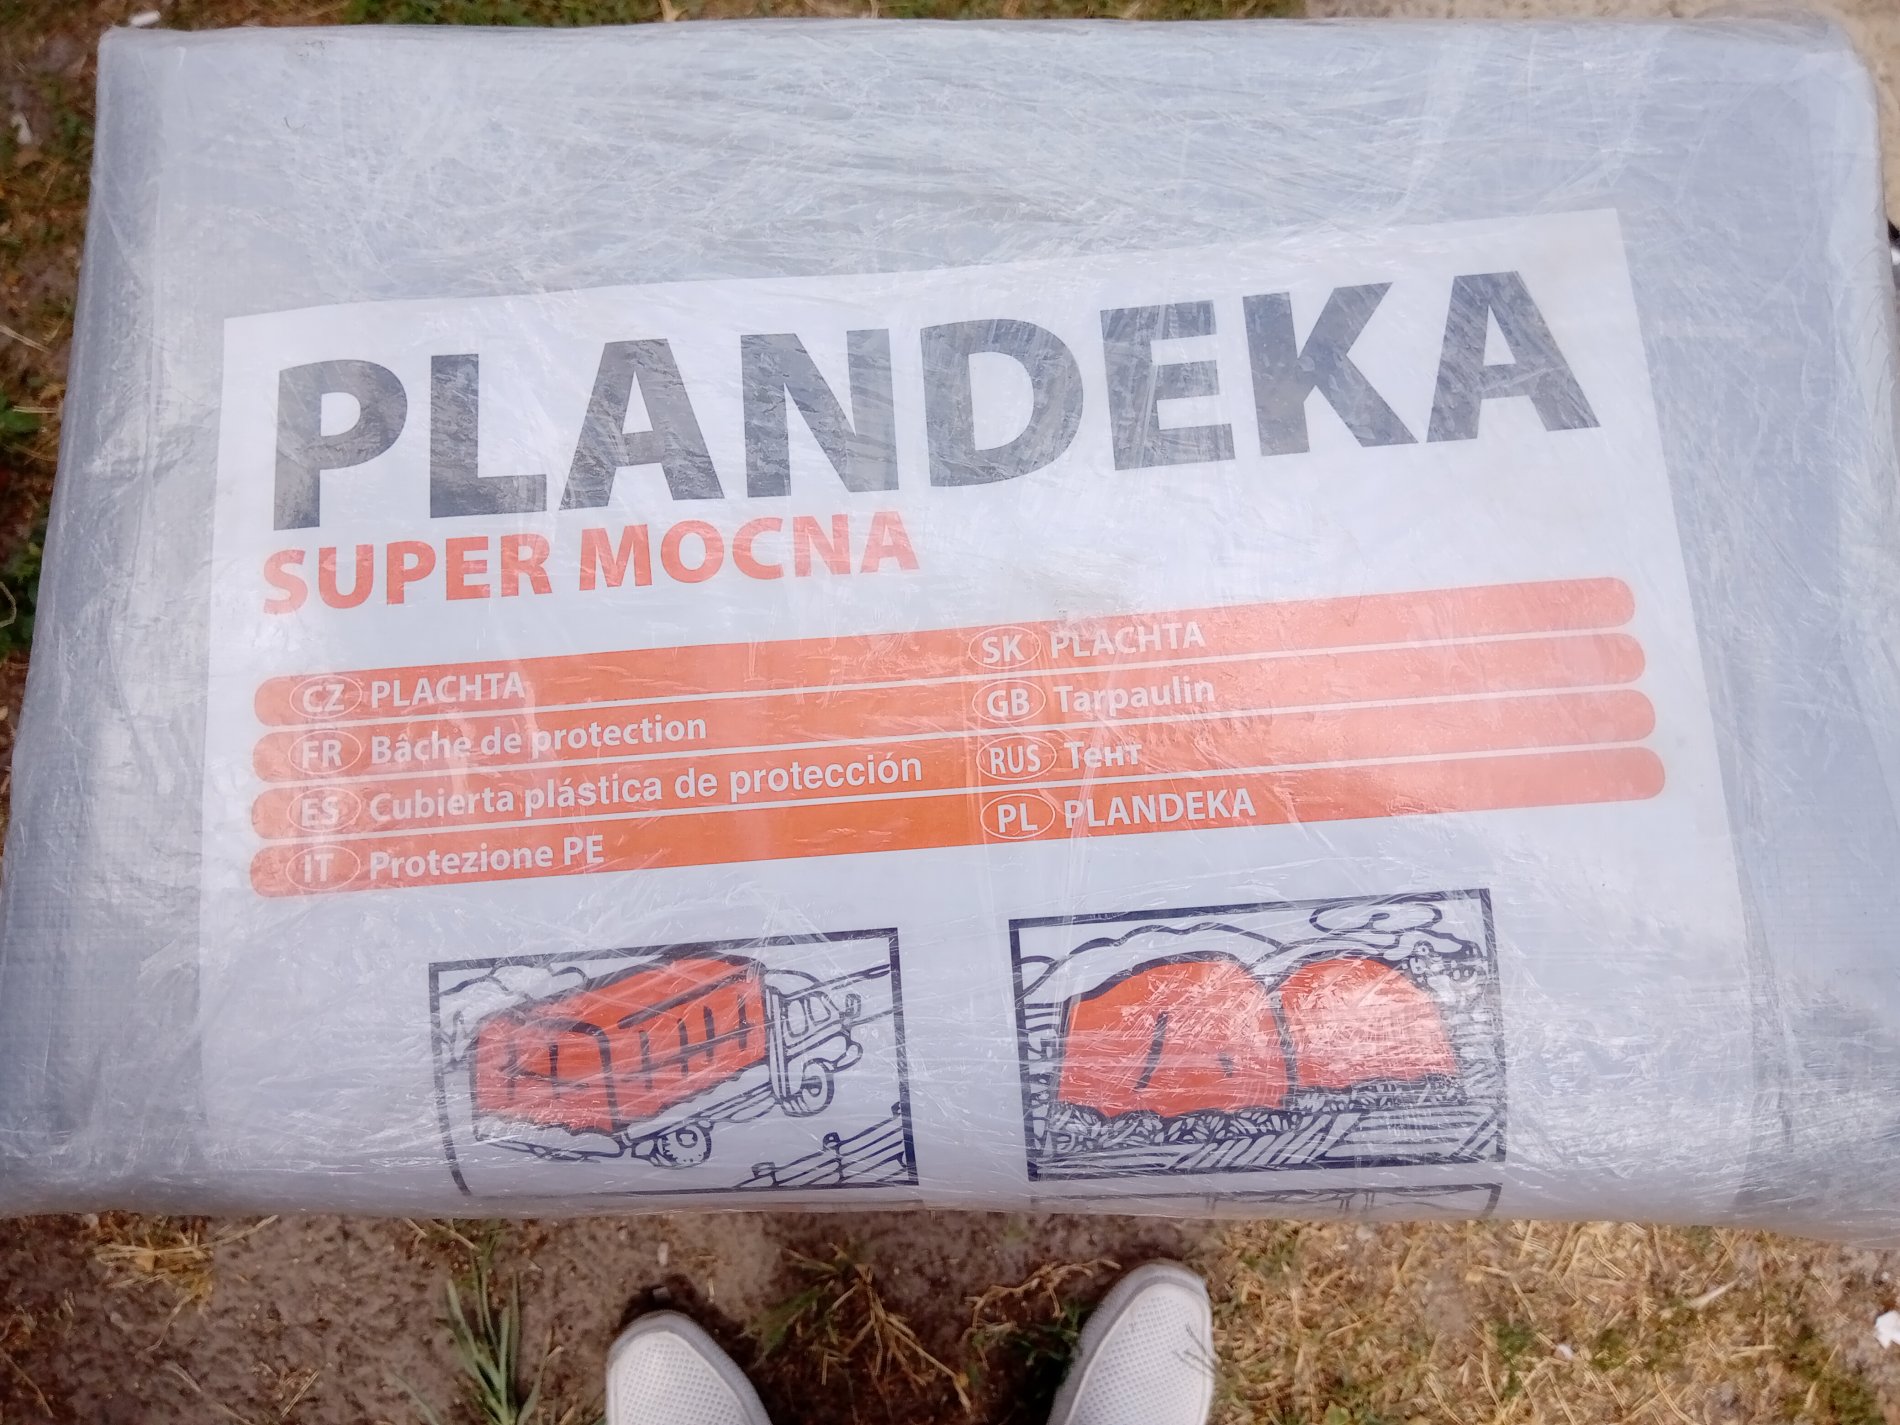 PLANDEKA
SUPER MOCNA
CZ PLACHTA
FR Bâche de protection
ES Cubierta plástica de protección
IT Protezione PE
SK PLACHTA
GB Tarpaulin
RUS Тент
PL PLANDEKA